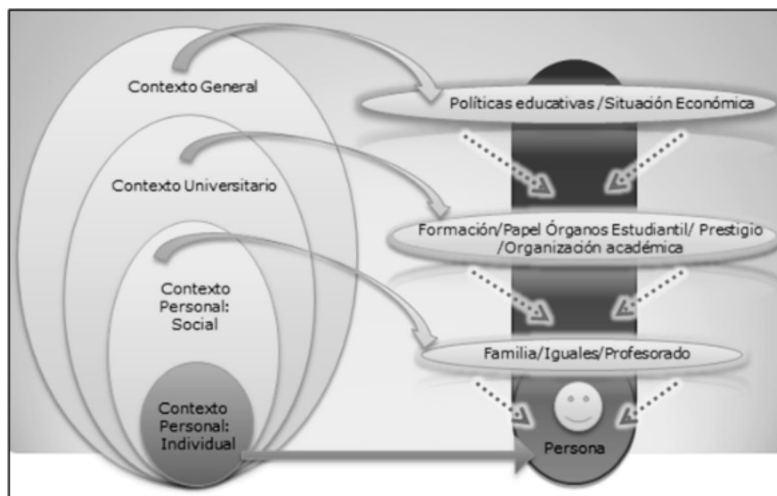 Contexto General
Políticas educativas /Situación Económica
Contexto Universitario
Formación/Papel Órganos Estudiantil/ Prestigio
/Organización académica
Contexto
Personal:
Social
Familia/Iguales/Profesorado
Contexto
Personal:
Individual
Persona